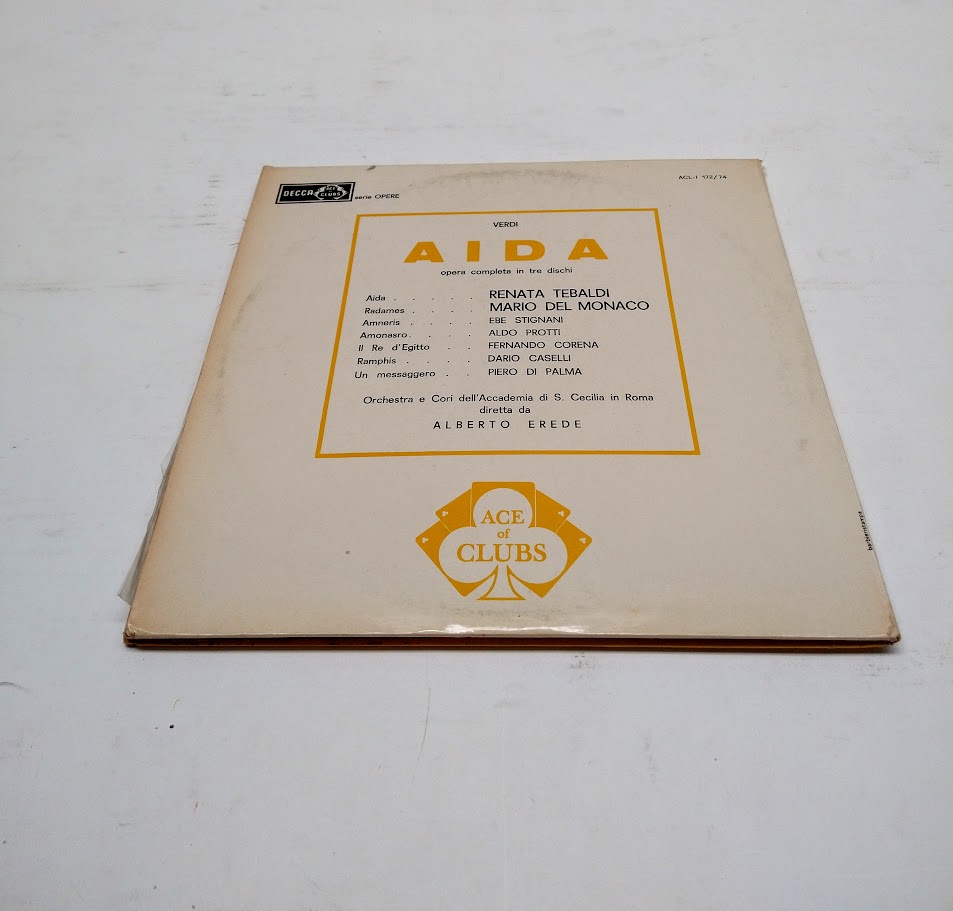 DECCA ACE OF CLUBS serie OPERE
ACL-I 172/74
VERDI
AIDA
opera completa in tre dischi
Aida . . . . . RENATA TEBALDI
Radames . . . . MARIO DEL MONACO
Amneris . . . . EBE STIGNANI
Amonasro . . . . ALDO PROTTI
Il Re d'Egitto . . FERNANDO CORENA
Ramphis . . . . DARIO CASELLI
Un messaggero . . PIERO DI PALMA
Orchestra e Cori dell'Accademia di S. Cecilia in Roma
diretta da
ALBERTO EREDE
ACE
of
CLUBS